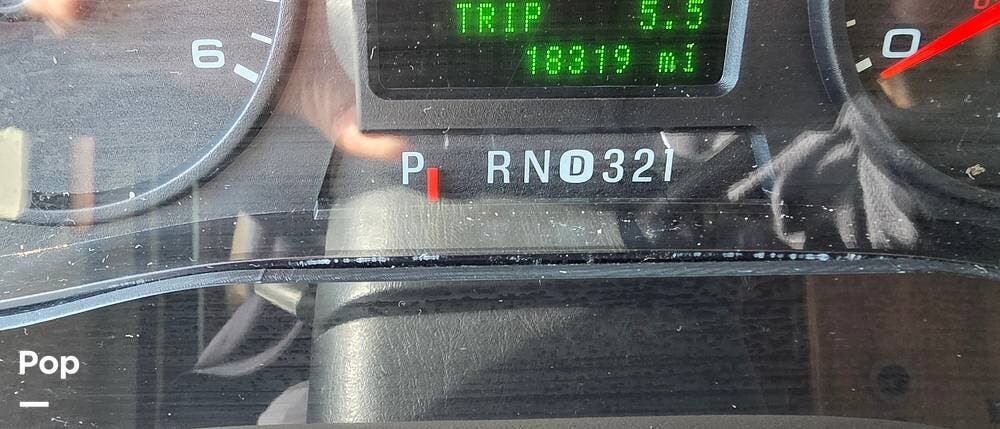 TRIP 5.5
18319 mi
6
0
P RND321
Pop